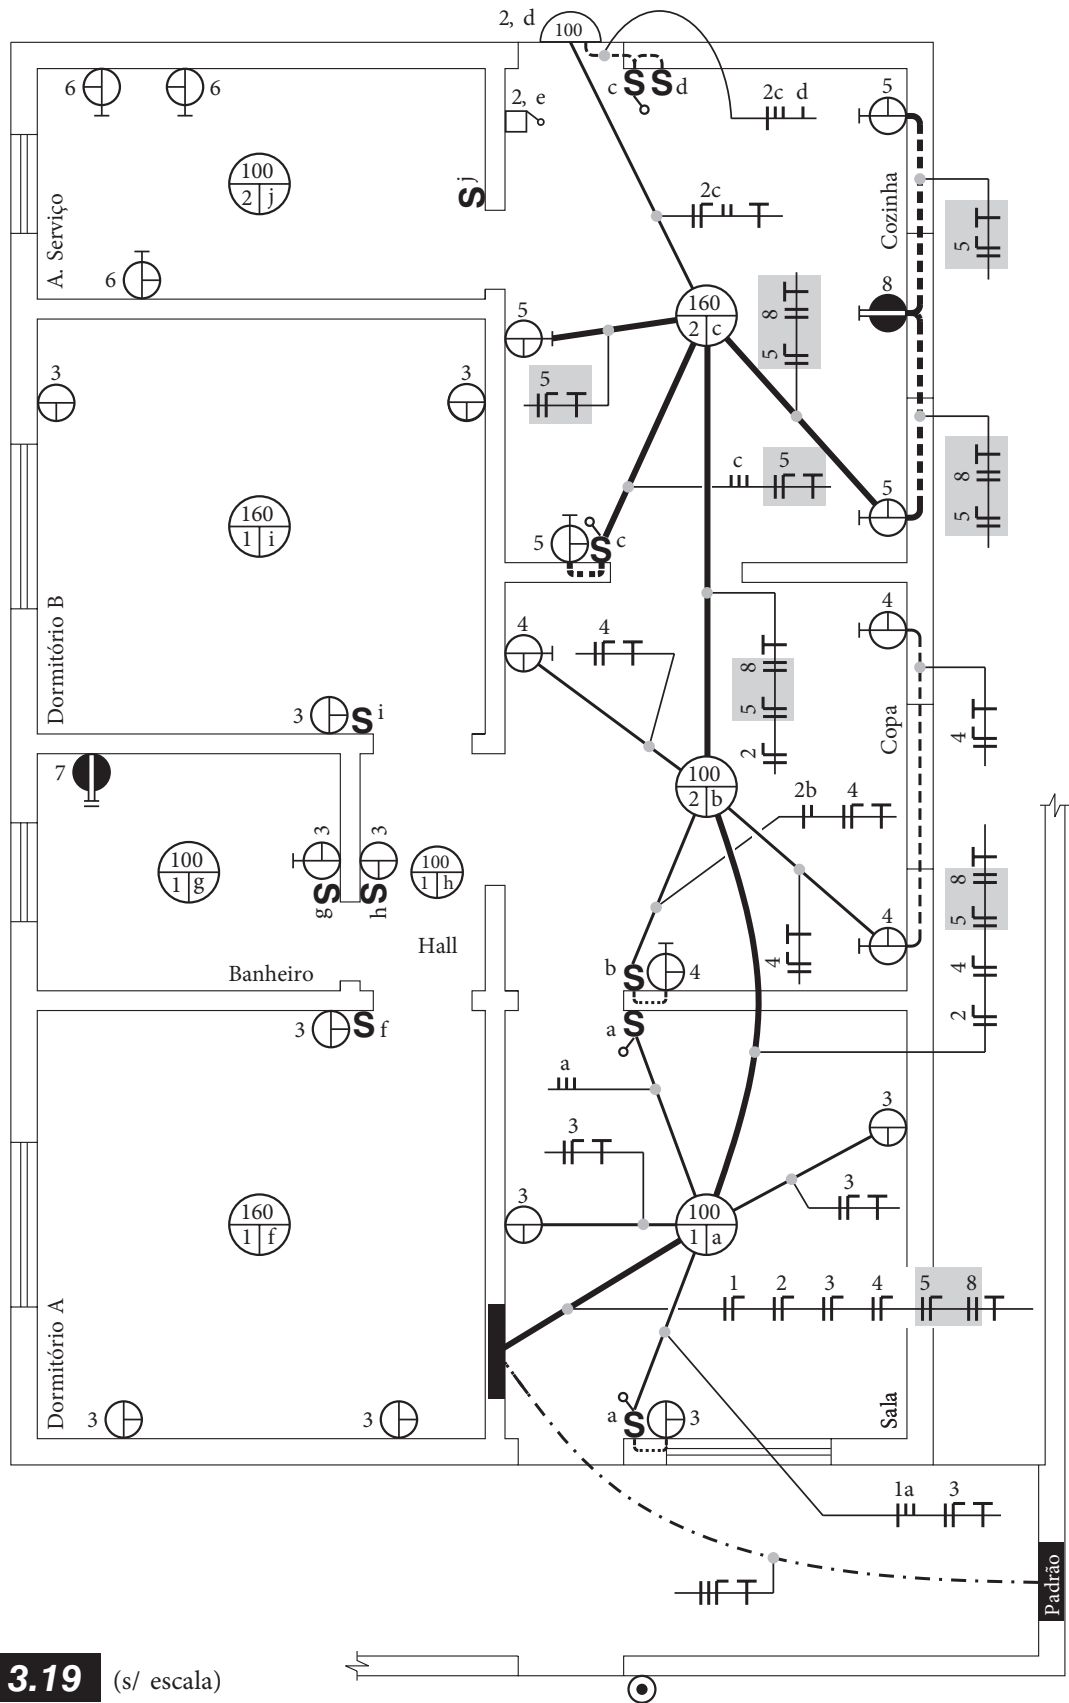 2, d
100
c S S d
2c d
5
6
6
2, e
100
2 j
S j
A. Serviço
2c
Cozinha
5
6
8
160
2 c
8
5
5
5
3
3
c
5
5
160
1 i
5
S c
Dormitório B
4
4
4
8
5
2
Copa
4
3
S i
7
100
2 b
2b
4
100
1 g
3
3
100
1 h
S g
S h
8
5
4
2
4
4
Hall
Banheiro
b S
4
3
S f
a S
a
3
3
3
3
160
1 f
100
1 a
1 2 3 4 5 8
Dormitório A
3
3
a S
3
Sala
1a 3
Padrão
3.19 (s/ escala)